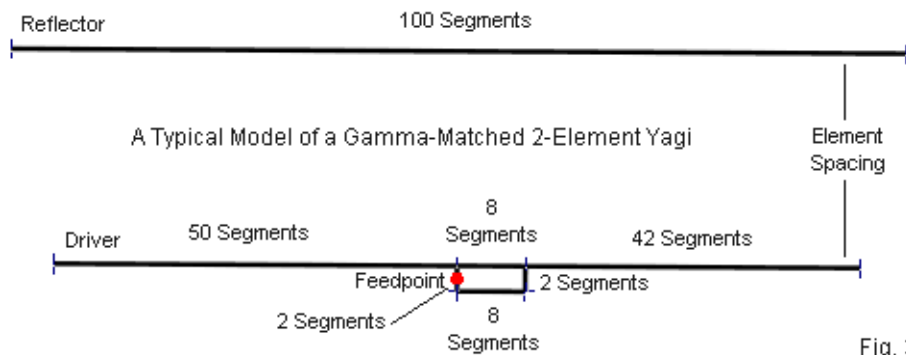 Reflector
100 Segments
A Typical Model of a Gamma-Matched 2-Element Yagi
Element
Spacing
8
Segments
Driver
50 Segments
42 Segments
Feedpoint
2 Segments
2 Segments
8
Segments
Fig.